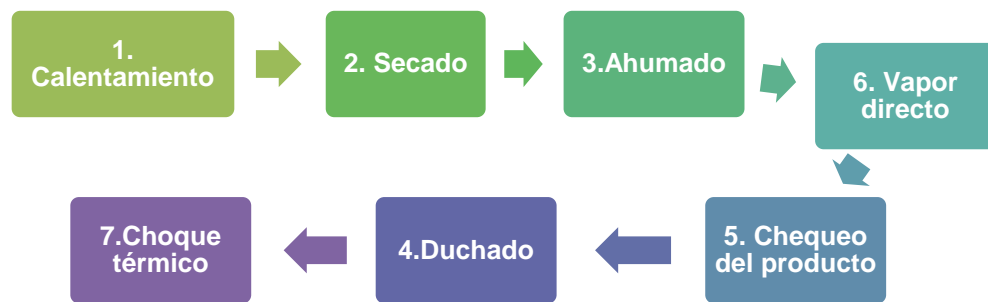 1.
Calentamiento
2. Secado
3.Ahumado
6. Vapor
directo
5. Chequeo
del producto
4.Duchado
7.Choque
térmico